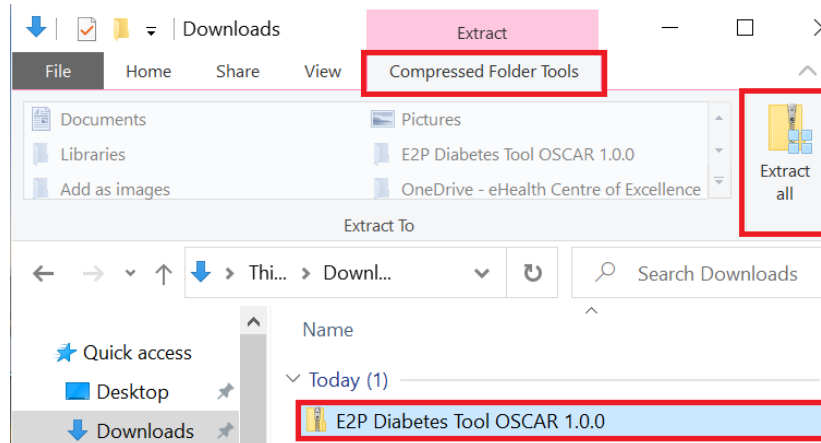 Downloads
Extract
File Home Share View Compressed Folder Tools
Documents Pictures
Libraries E2P Diabetes Tool OSCAR 1.0.0
Add as images OneDrive - eHealth Centre of Excellence
Extract
all
Extract To
Thi... Downl... Search Downloads
Name
Quick access
Today (1)
Desktop
E2P Diabetes Tool OSCAR 1.0.0
Downloads